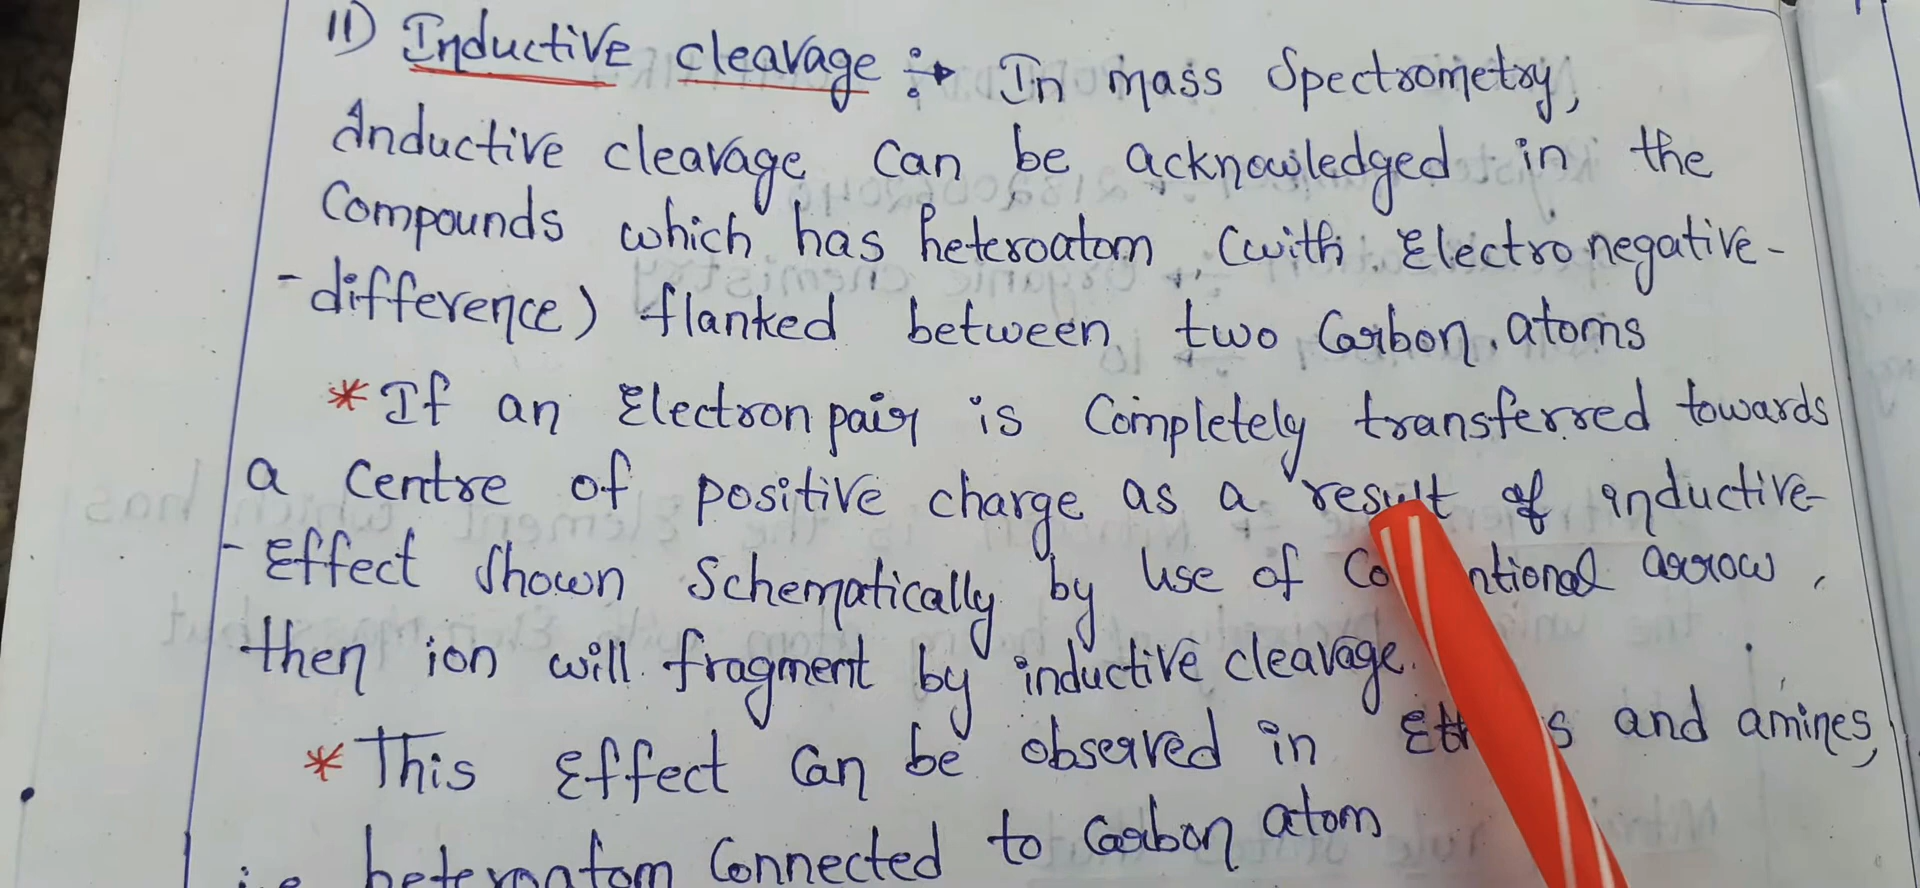 11) Inductive cleavage :→ In mass Spectrometry,
Inductive cleavage can be acknowledged in the
Compounds which has heteroatom (with Electronegative-
-difference) flanked between two Carbon atoms
* If an Electron pair is Completely transferred towards
a centre of positive charge as a result of inductive-
-Effect shown Schematically by use of arrow,
then ion will fragment by inductive cleavage.
* This Effect Can be observed in and amines,
i.e heteroatom Connected to Carbon atom